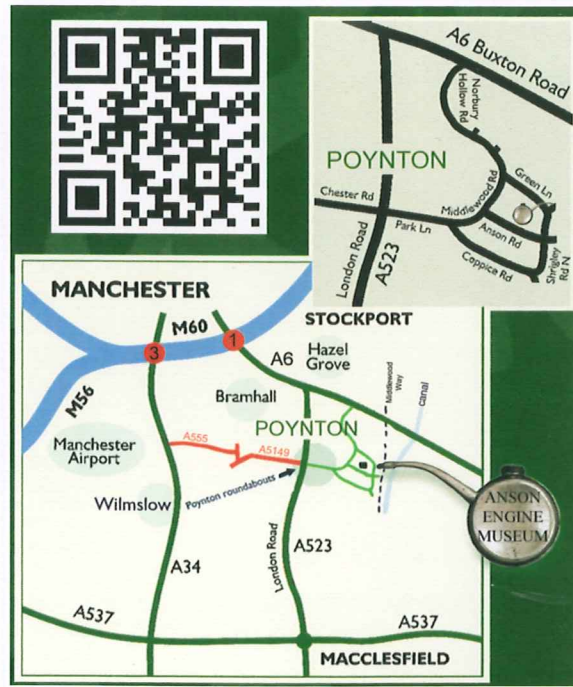 A6 Buxton Road
Norbury
Hollow Rd
POYNTON
Green Ln
Chester Rd
Middlewood Rd
Park Ln
Anson Rd
London Road
A523
Coppice Rd
Shrigley
Rd N
MANCHESTER
M60
3
1
STOCKPORT
A6
Hazel
Grove
M56
Bramhall
Middlewood
Way
canal
POYNTON
A555
A5149
Manchester
Airport
Poynton roundabouts
Wilmslow
ANSON
ENGINE
MUSEUM
A34
London Road
A523
A537
A537
MACCLESFIELD